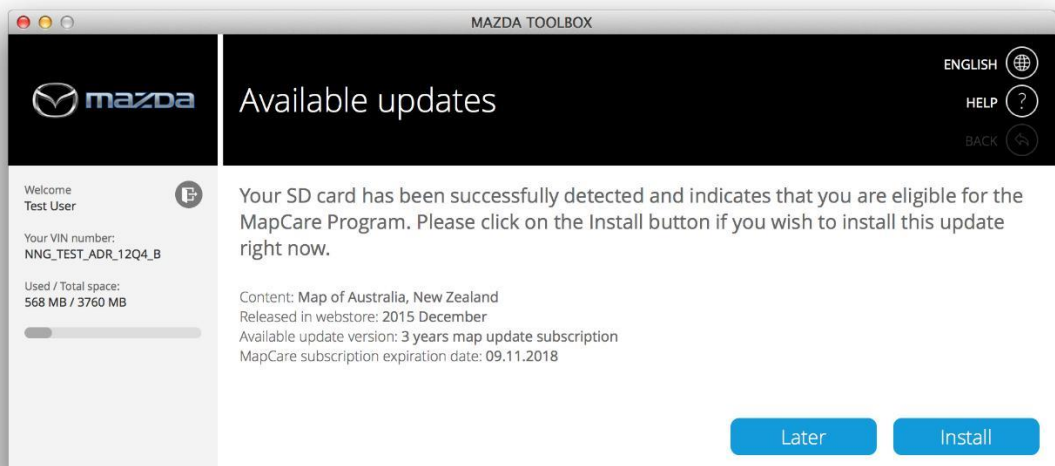 MAZDA TOOLBOX
mazda
Available updates
ENGLISH
HELP ?
BACK
Welcome
Test User
Your VIN number:
NNG_TEST_ADR_12Q4_B
Used / Total space:
568 MB / 3760 MB
Your SD card has been successfully detected and indicates that you are eligible for the
MapCare Program. Please click on the Install button if you wish to install this update
right now.
Content: Map of Australia, New Zealand
Released in webstore: 2015 December
Available update version: 3 years map update subscription
MapCare subscription expiration date: 09.11.2018
Later
Install